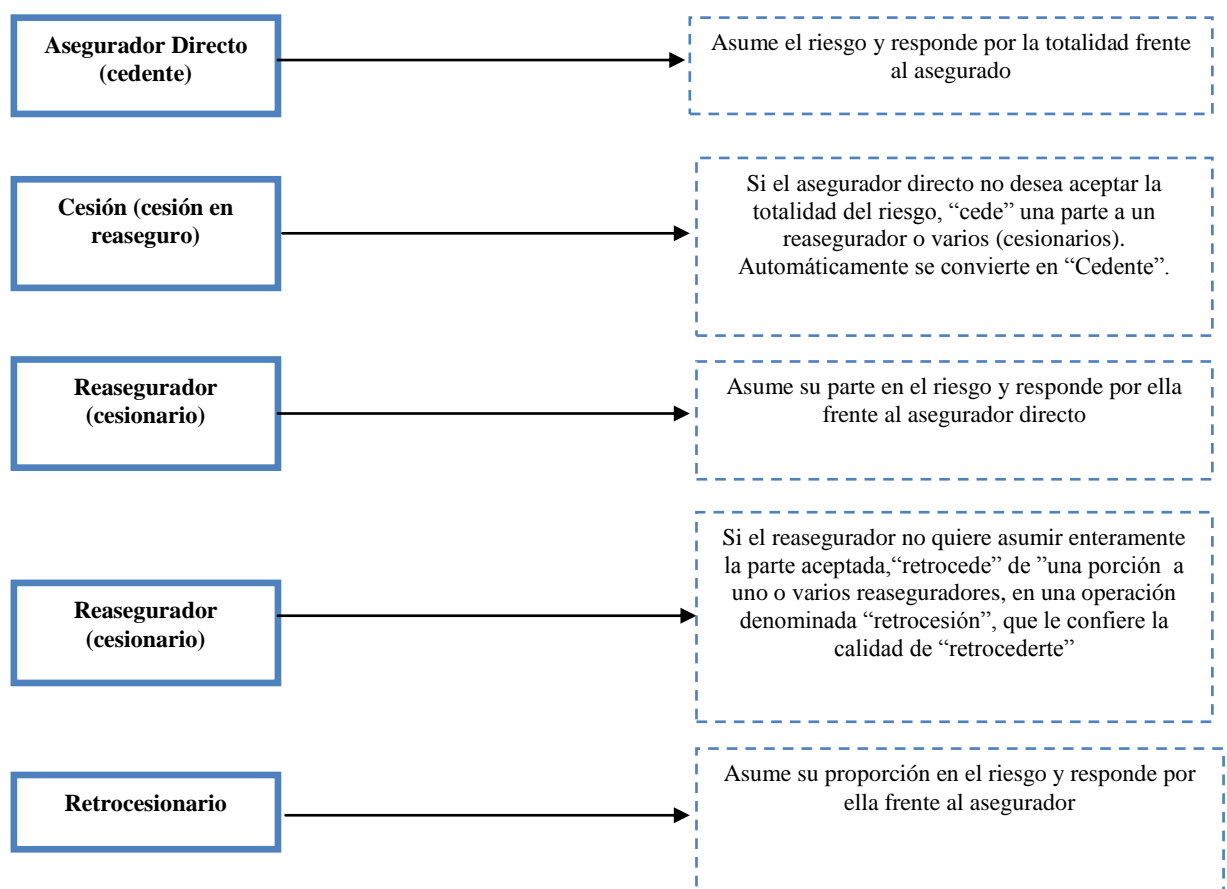 Asegurador Directo
(cedente)
Asume el riesgo y responde por la totalidad frente
al asegurado
Cesión (cesión en
reaseguro)
Si el asegurador directo no desea aceptar la
totalidad del riesgo, “cede” una parte a un
reasegurador o varios (cesionarios).
Automáticamente se convierte en “Cedente”.
Reasegurador
(cesionario)
Asume su parte en el riesgo y responde por ella
frente al asegurador directo
Reasegurador
(cesionario)
Si el reasegurador no quiere asumir enteramente
la parte aceptada,“retrocede” de ”una porción a
uno o varios reaseguradores, en una operación
denominada “retrocesión”, que le confiere la
calidad de “retrocederte”
Retrocesionario
Asume su proporción en el riesgo y responde por
ella frente al asegurador